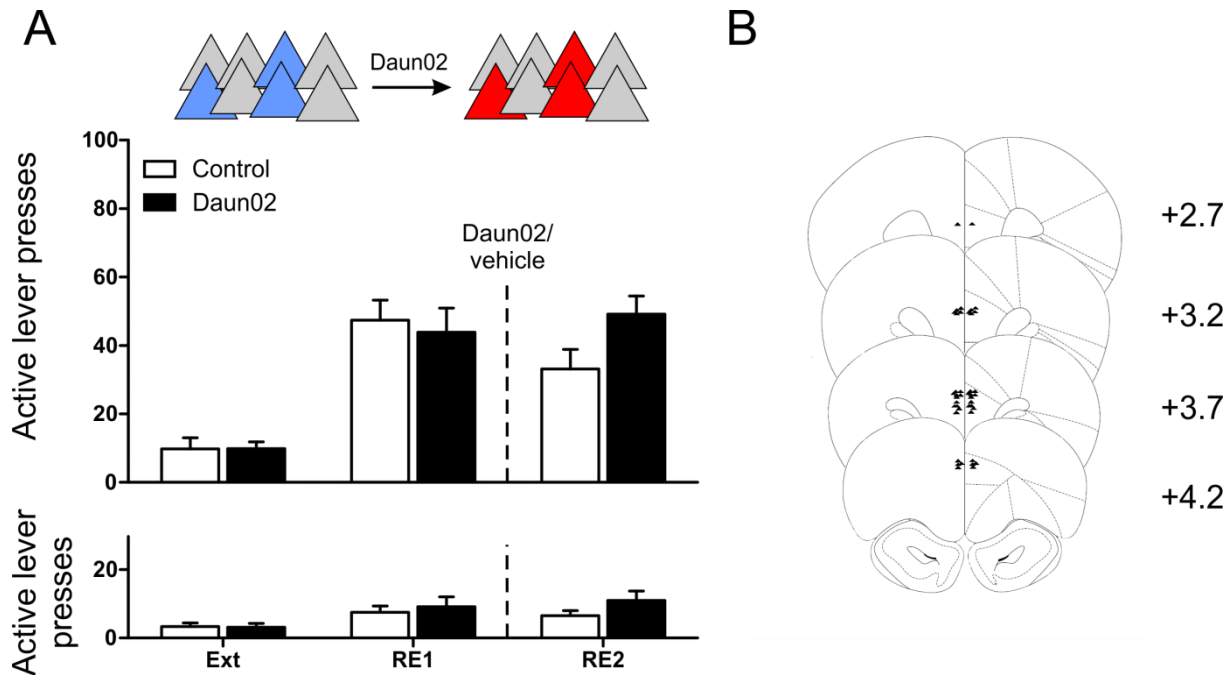 A
Daun02
Active lever presses
100
80
60
40
20
0
Control
Daun02
Daun02/
vehicle
Active lever
presses
20
0
Ext
RE1
RE2
B
+2.7
+3.2
+3.7
+4.2